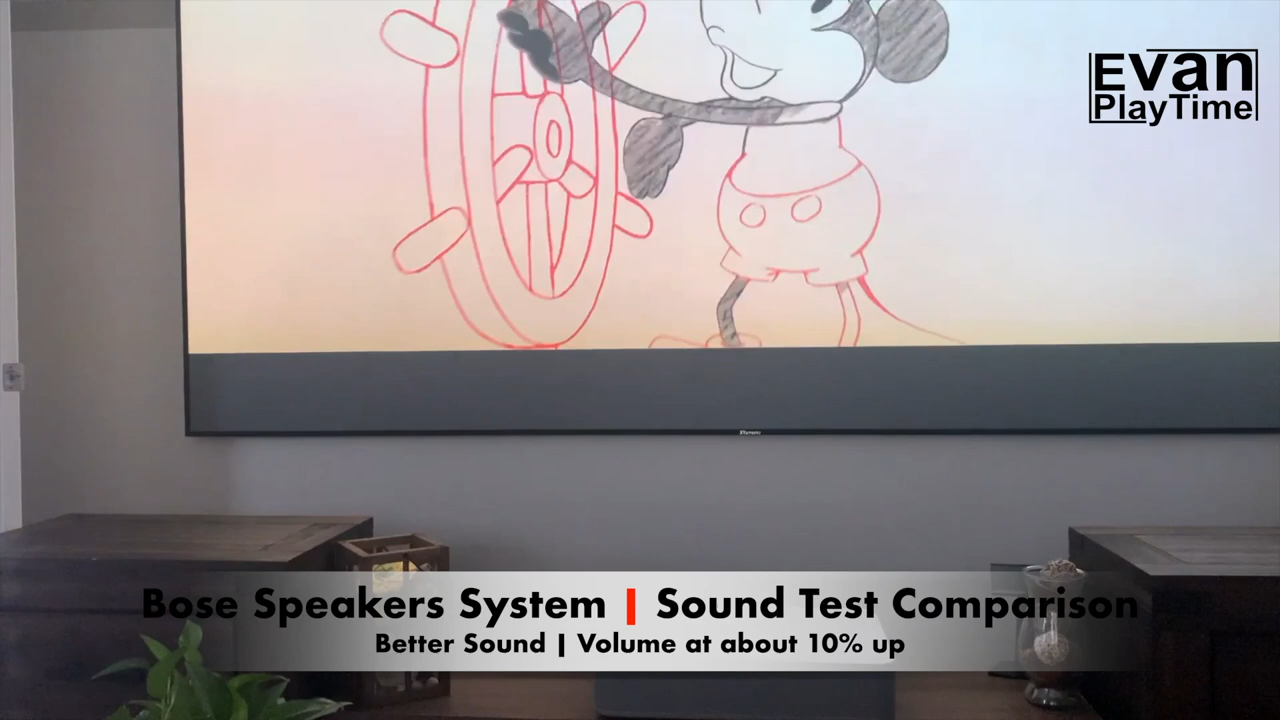 Evan
PlayTime
Bose Speakers System | Sound Test Comparison
Better Sound | Volume at about 10% up